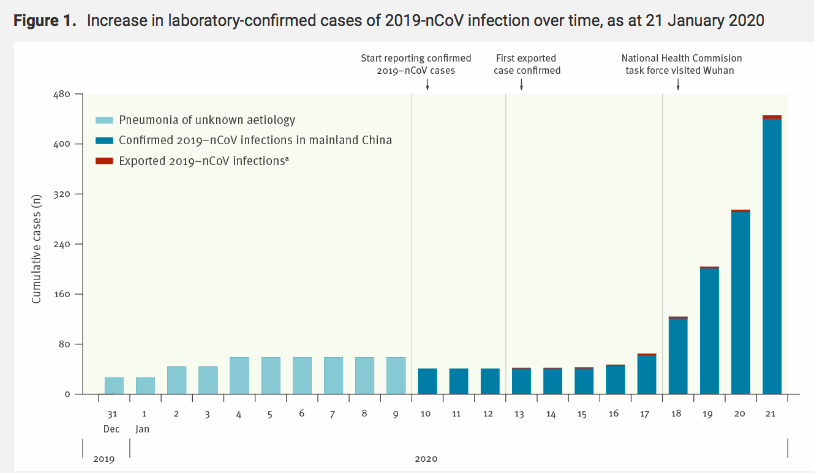 Figure 1. Increase in laboratory-confirmed cases of 2019-nCoV infection over time, as at 21 January 2020
Start reporting confirmed
2019–nCoV cases
First exported
case confirmed
National Health Commision
task force visited Wuhan
Pneumonia of unknown aetiology
Confirmed 2019–nCoV infections in mainland China
Exported 2019–nCoV infectionsᵃ
Cumulative cases (n)
480
400
320
240
160
80
0
31 1 2 3 4 5 6 7 8 9 10 11 12 13 14 15 16 17 18 19 20 21
Dec Jan
2019 2020